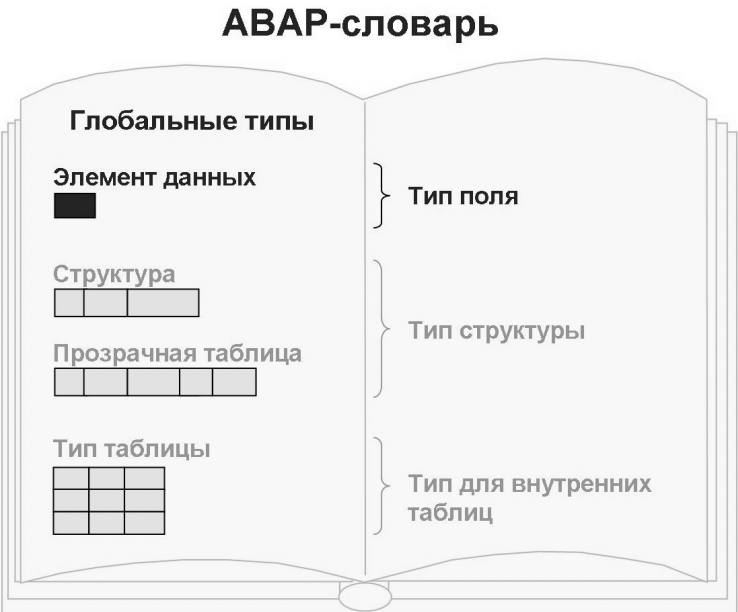 ABAP-словарь
Глобальные типы
Элемент данных
Тип поля
Структура
Тип структуры
Прозрачная таблица
Тип таблицы
Тип для внутренних
таблиц